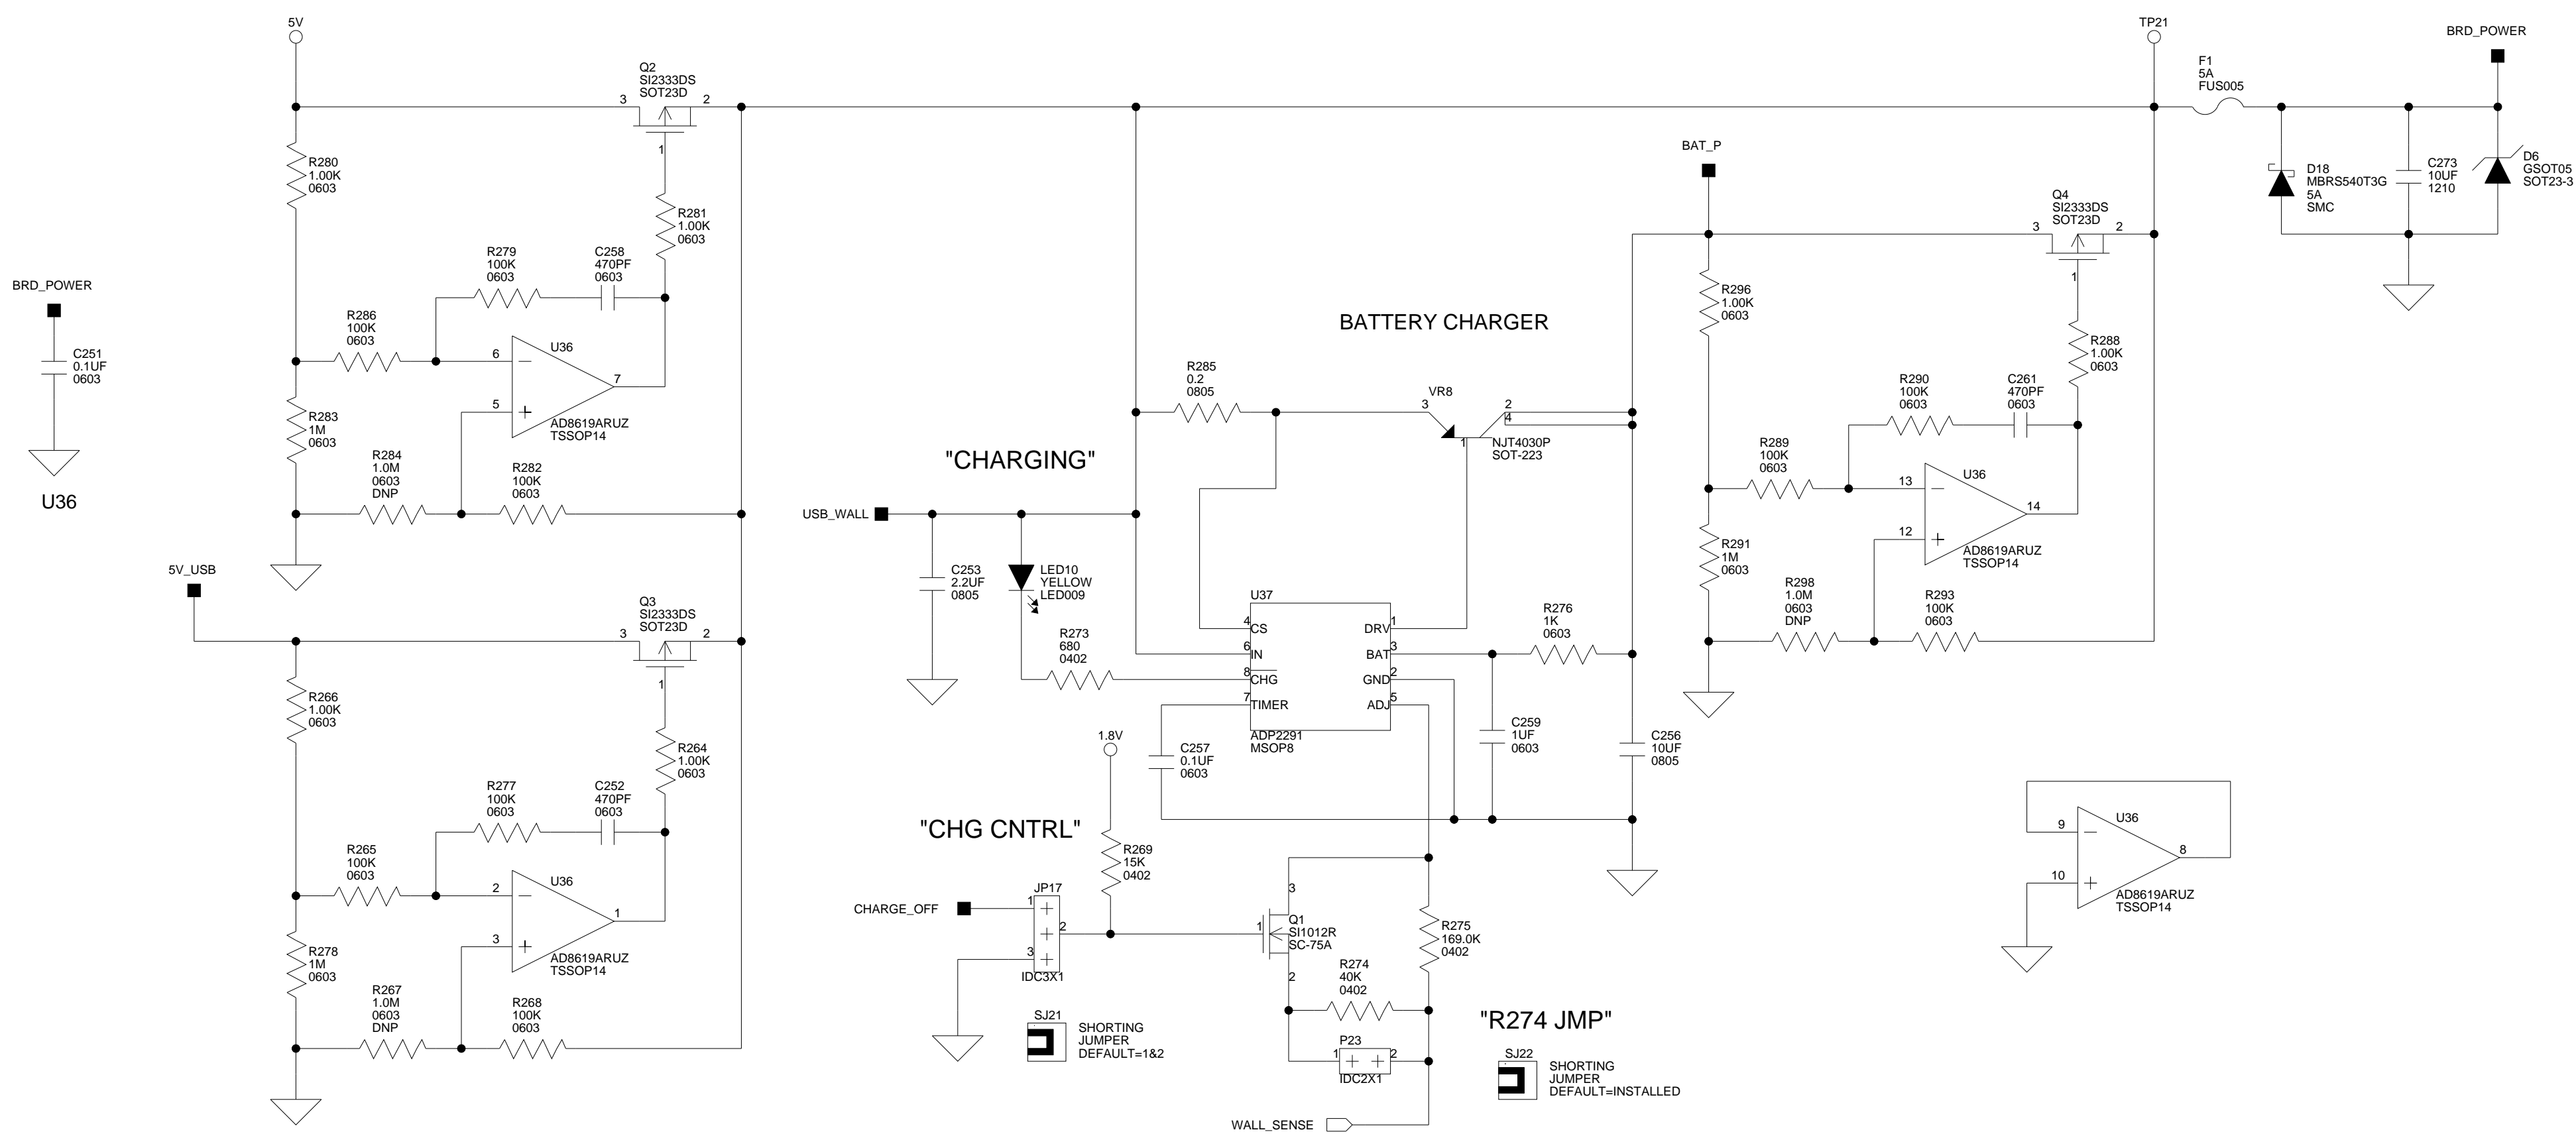 5V
TP21
BRD_POWER
Q2
SI2333DS
SOT23D
3
2
1
F1
5A
FUS005
R280
1.00K
0603
R281
1.00K
0603
R279
100K
0603
C258
470PF
0603
R286
100K
0603
6
5
7
U36
AD8619ARUZ
TSSOP14
R283
1M
0603
R284
1.0M
0603
DNP
R282
100K
0603
BRD_POWER
C251
0.1UF
0603
U36
5V_USB
Q3
SI2333DS
SOT23D
3
2
1
R266
1.00K
0603
R264
1.00K
0603
R277
100K
0603
C252
470PF
0603
R265
100K
0603
2
3
1
U36
AD8619ARUZ
TSSOP14
R278
1M
0603
R267
1.0M
0603
DNP
R268
100K
0603
BATTERY CHARGER
R285
0.2
0805
VR8
3
2
4
1
NJT4030P
SOT-223
"CHARGING"
USB_WALL
C253
2.2UF
0805
LED10
YELLOW
LED009
R273
680
0402
U37
4
CS
6
IN
8
CHG
7
TIMER
DRV
1
BAT
3
GND
2
ADJ
5
ADP2291
MSOP8
R276
1K
0603
C257
0.1UF
0603
C259
1UF
0603
C256
10UF
0805
1.8V
"CHG CNTRL"
R269
15K
0402
CHARGE_OFF
JP17
1
2
3
IDC3X1
SJ21
SHORTING
JUMPER
DEFAULT=1&2
3
1
2
Q1
SI1012R
SC-75A
R275
169.0K
0402
R274
40K
0402
P23
1
2
IDC2X1
"R274 JMP"
SJ22
SHORTING
JUMPER
DEFAULT=INSTALLED
WALL_SENSE
BAT_P
Q4
SI2333DS
SOT23D
3
2
1
R296
1.00K
0603
R288
1.00K
0603
R290
100K
0603
C261
470PF
0603
R289
100K
0603
13
12
14
U36
AD8619ARUZ
TSSOP14
R291
1M
0603
R298
1.0M
0603
DNP
R293
100K
0603
D18
MBRS540T3G
5A
SMC
C273
10UF
1210
D6
GSOT05
SOT23-3
9
10
8
U36
AD8619ARUZ
TSSOP14